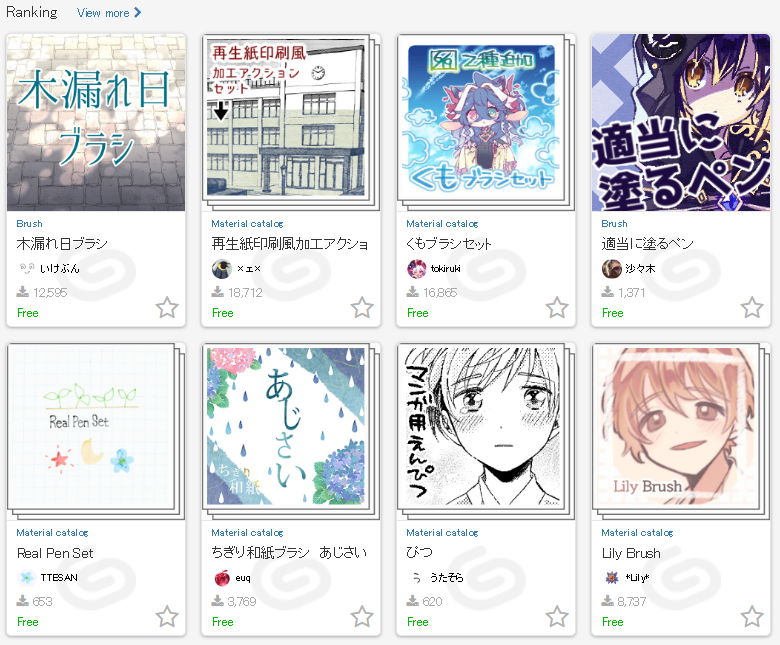 Ranking View more
木漏れ日
ブラシ
再生紙印刷風
加工アクション
セット
2種追加
くもブラシセット
適当に
塗るペン
Brush
木漏れ日ブラシ
いけぶん
12,595
Free
Material catalog
再生紙印刷風加工アクショ
×ェ×
18,712
Free
Material catalog
くもブラシセット
tokiruki
16,865
Free
Brush
適当に塗るペン
沙々木
1,371
Free
Real Pen Set
あじさい
ちぎり
和紙
マンガ用えんぴつ
Lily Brush
Material catalog
Real Pen Set
TTESAN
653
Free
Material catalog
ちぎり和紙ブラシ あじさい
euq
3,769
Free
Material catalog
ぴつ
うたそら
620
Free
Material catalog
Lily Brush
*Lily*
8,737
Free